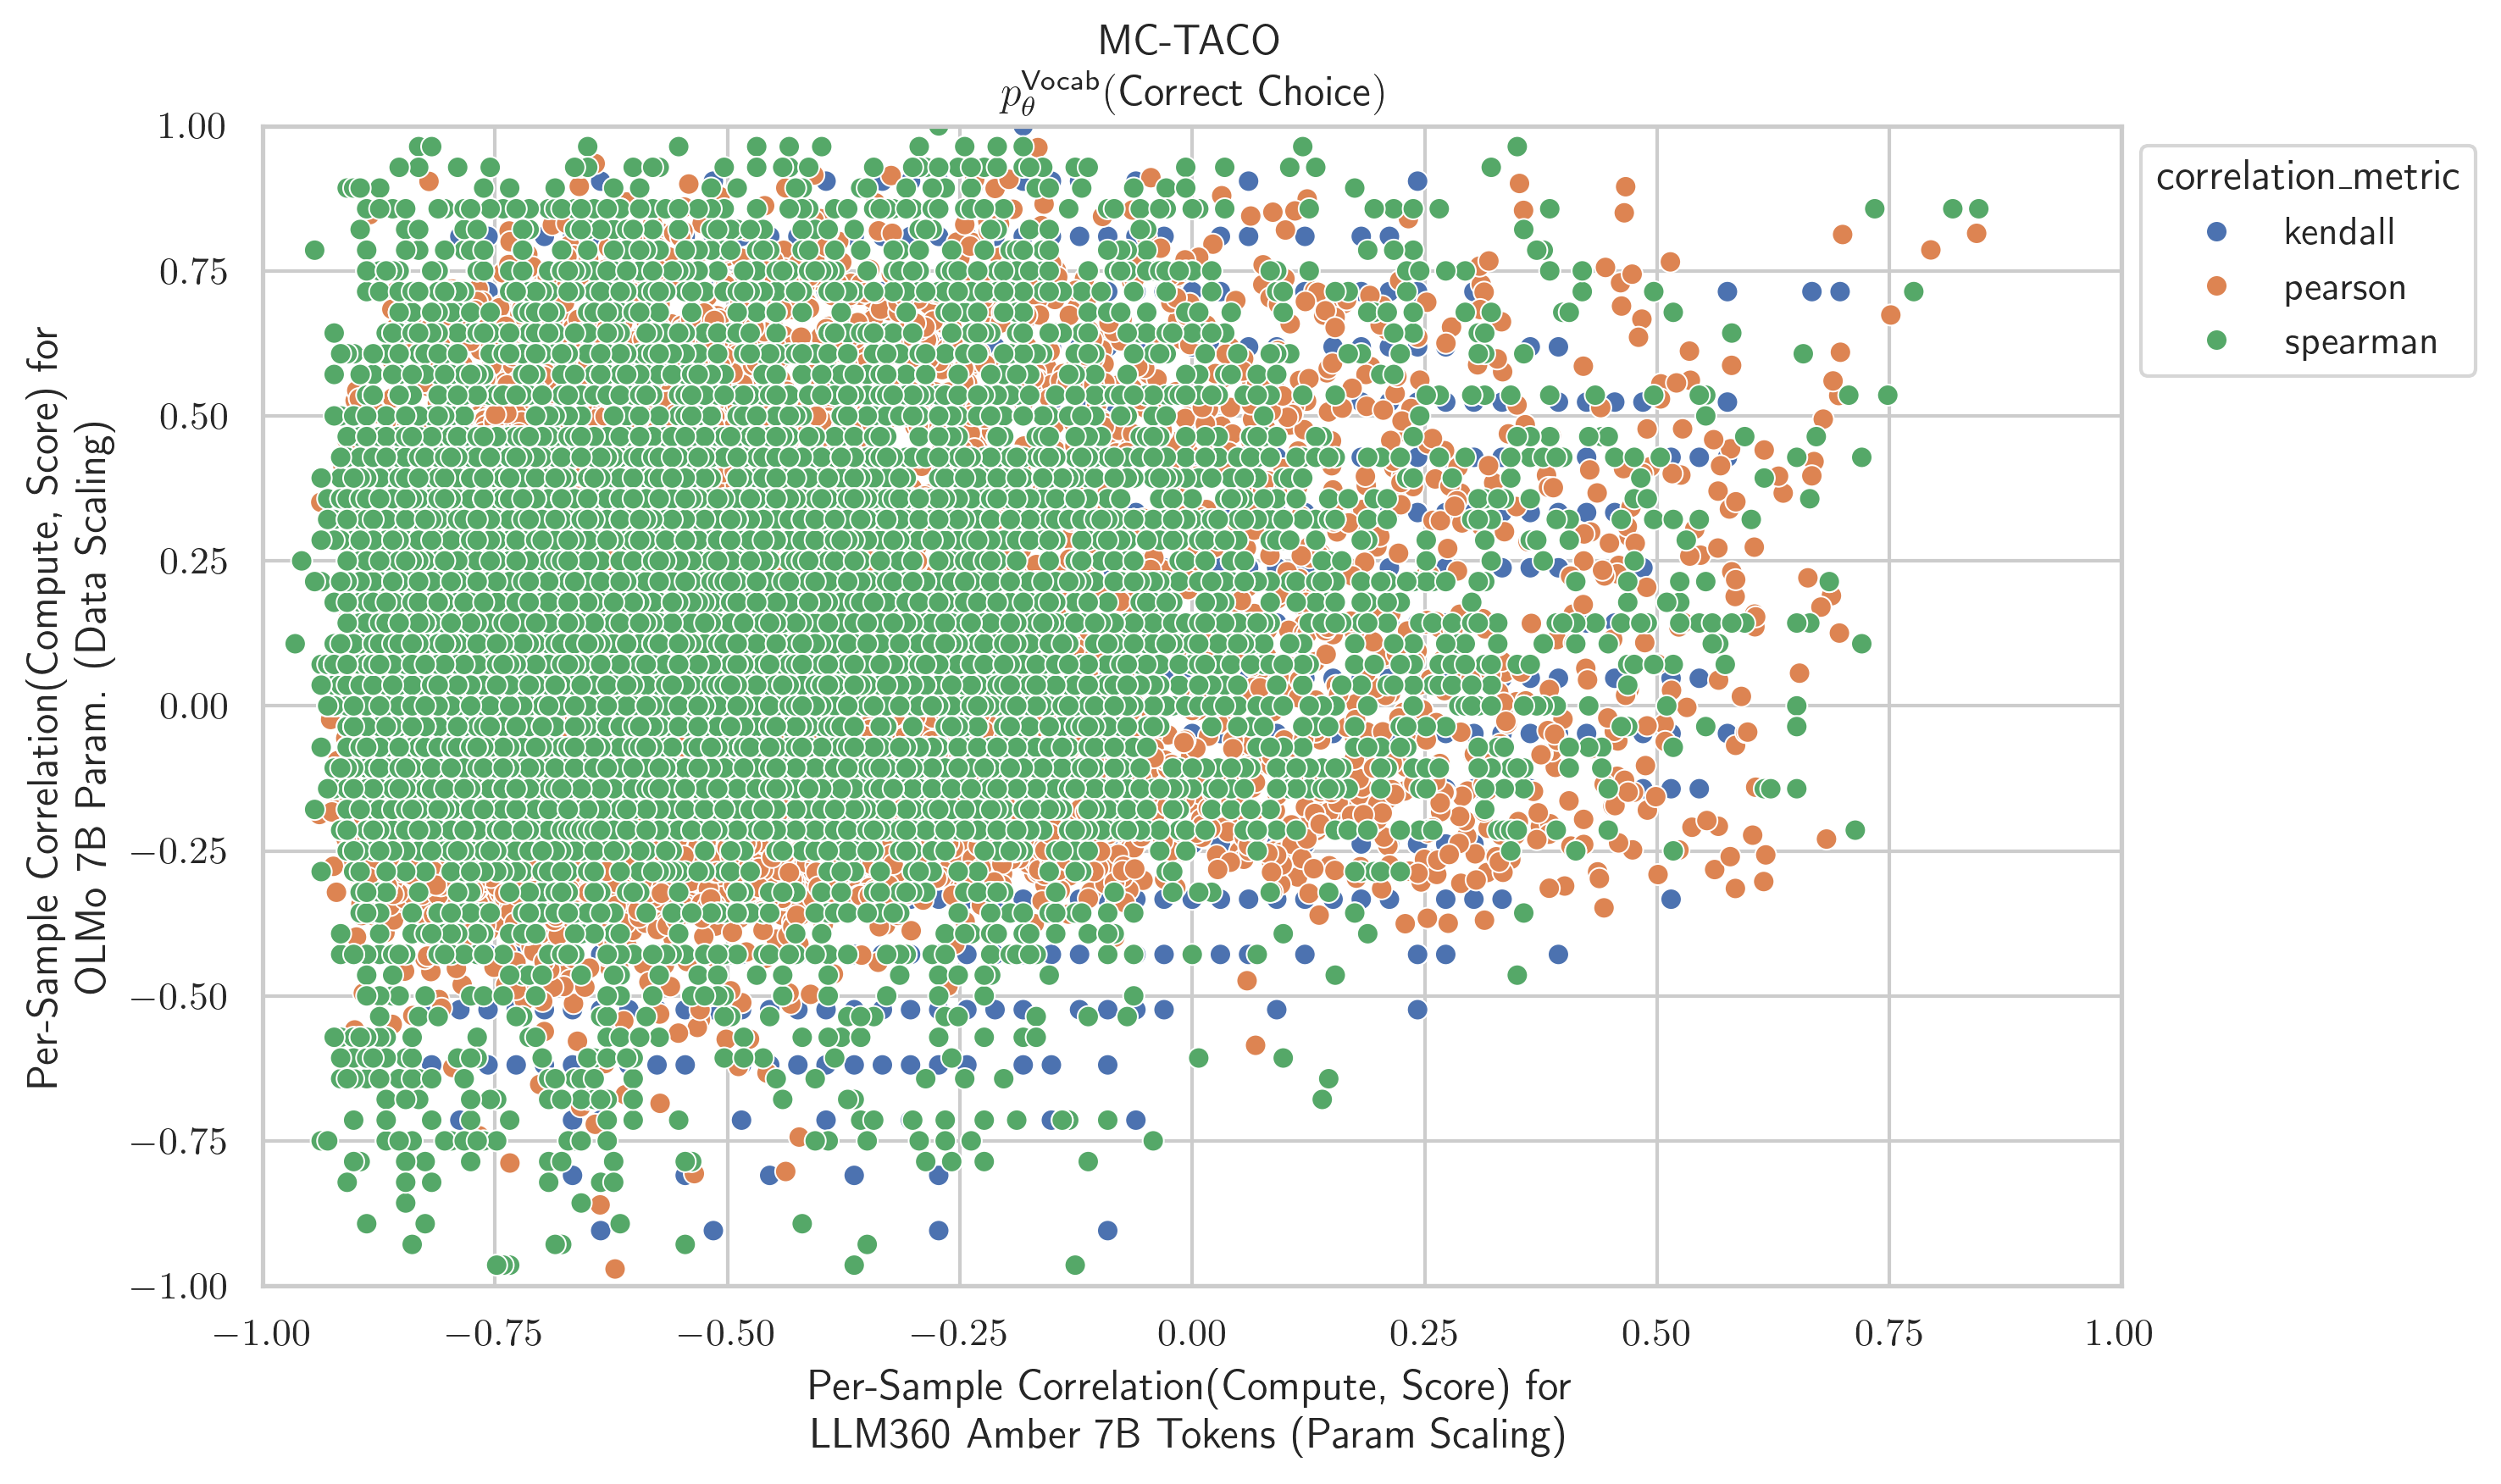 MC-TACO
p_θ^Vocab(Correct Choice)
1.00
0.75
0.50
0.25
0.00
−0.25
−0.50
−0.75
−1.00
Per-Sample Correlation(Compute, Score) for
OLMo 7B Param. (Data Scaling)
−1.00 −0.75 −0.50 −0.25 0.00 0.25 0.50 0.75 1.00
Per-Sample Correlation(Compute, Score) for
LLM360 Amber 7B Tokens (Param Scaling)
correlation_metric
kendall
pearson
spearman